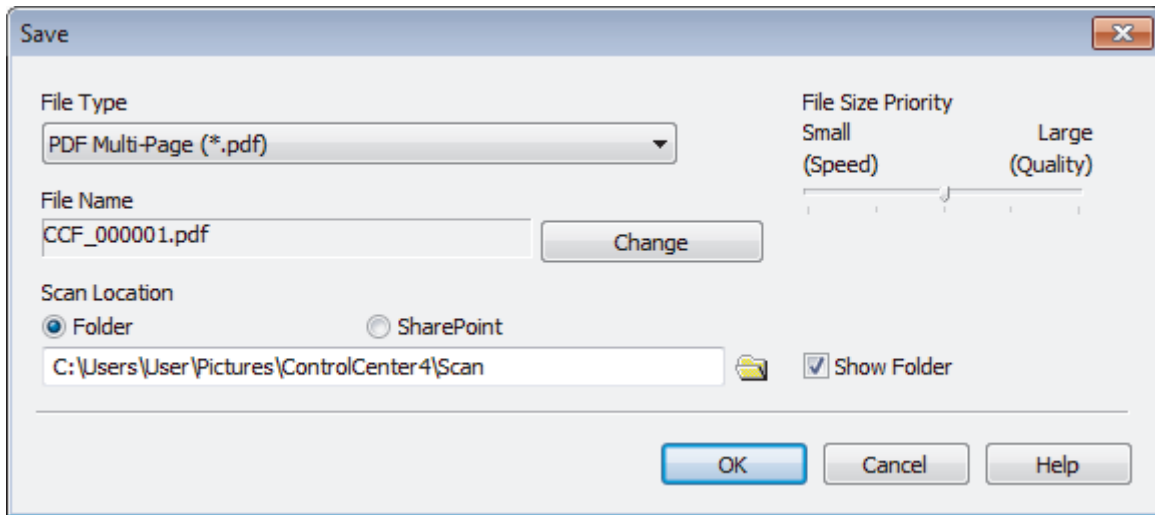 Save
File Type
PDF Multi-Page (*.pdf)
File Size Priority
Small Large
(Speed) (Quality)
File Name
CCF_000001.pdf
Change
Scan Location
Folder SharePoint
C:\Users\User\Pictures\ControlCenter4\Scan
Show Folder
OK Cancel Help